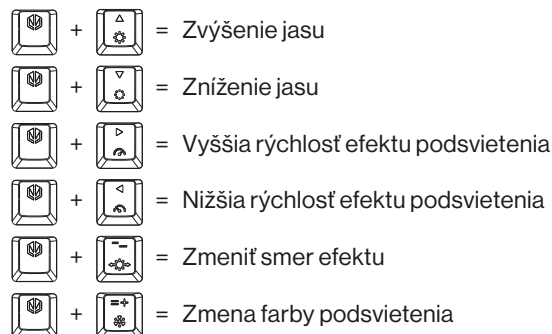 + = Zvýšenie jasu
+ = Zníženie jasu
+ = Vyššia rýchlosť efektu podsvietenia
+ = Nižšia rýchlosť efektu podsvietenia
+ -_ = Zmeniť smer efektu
+ =+ = Zmena farby podsvietenia